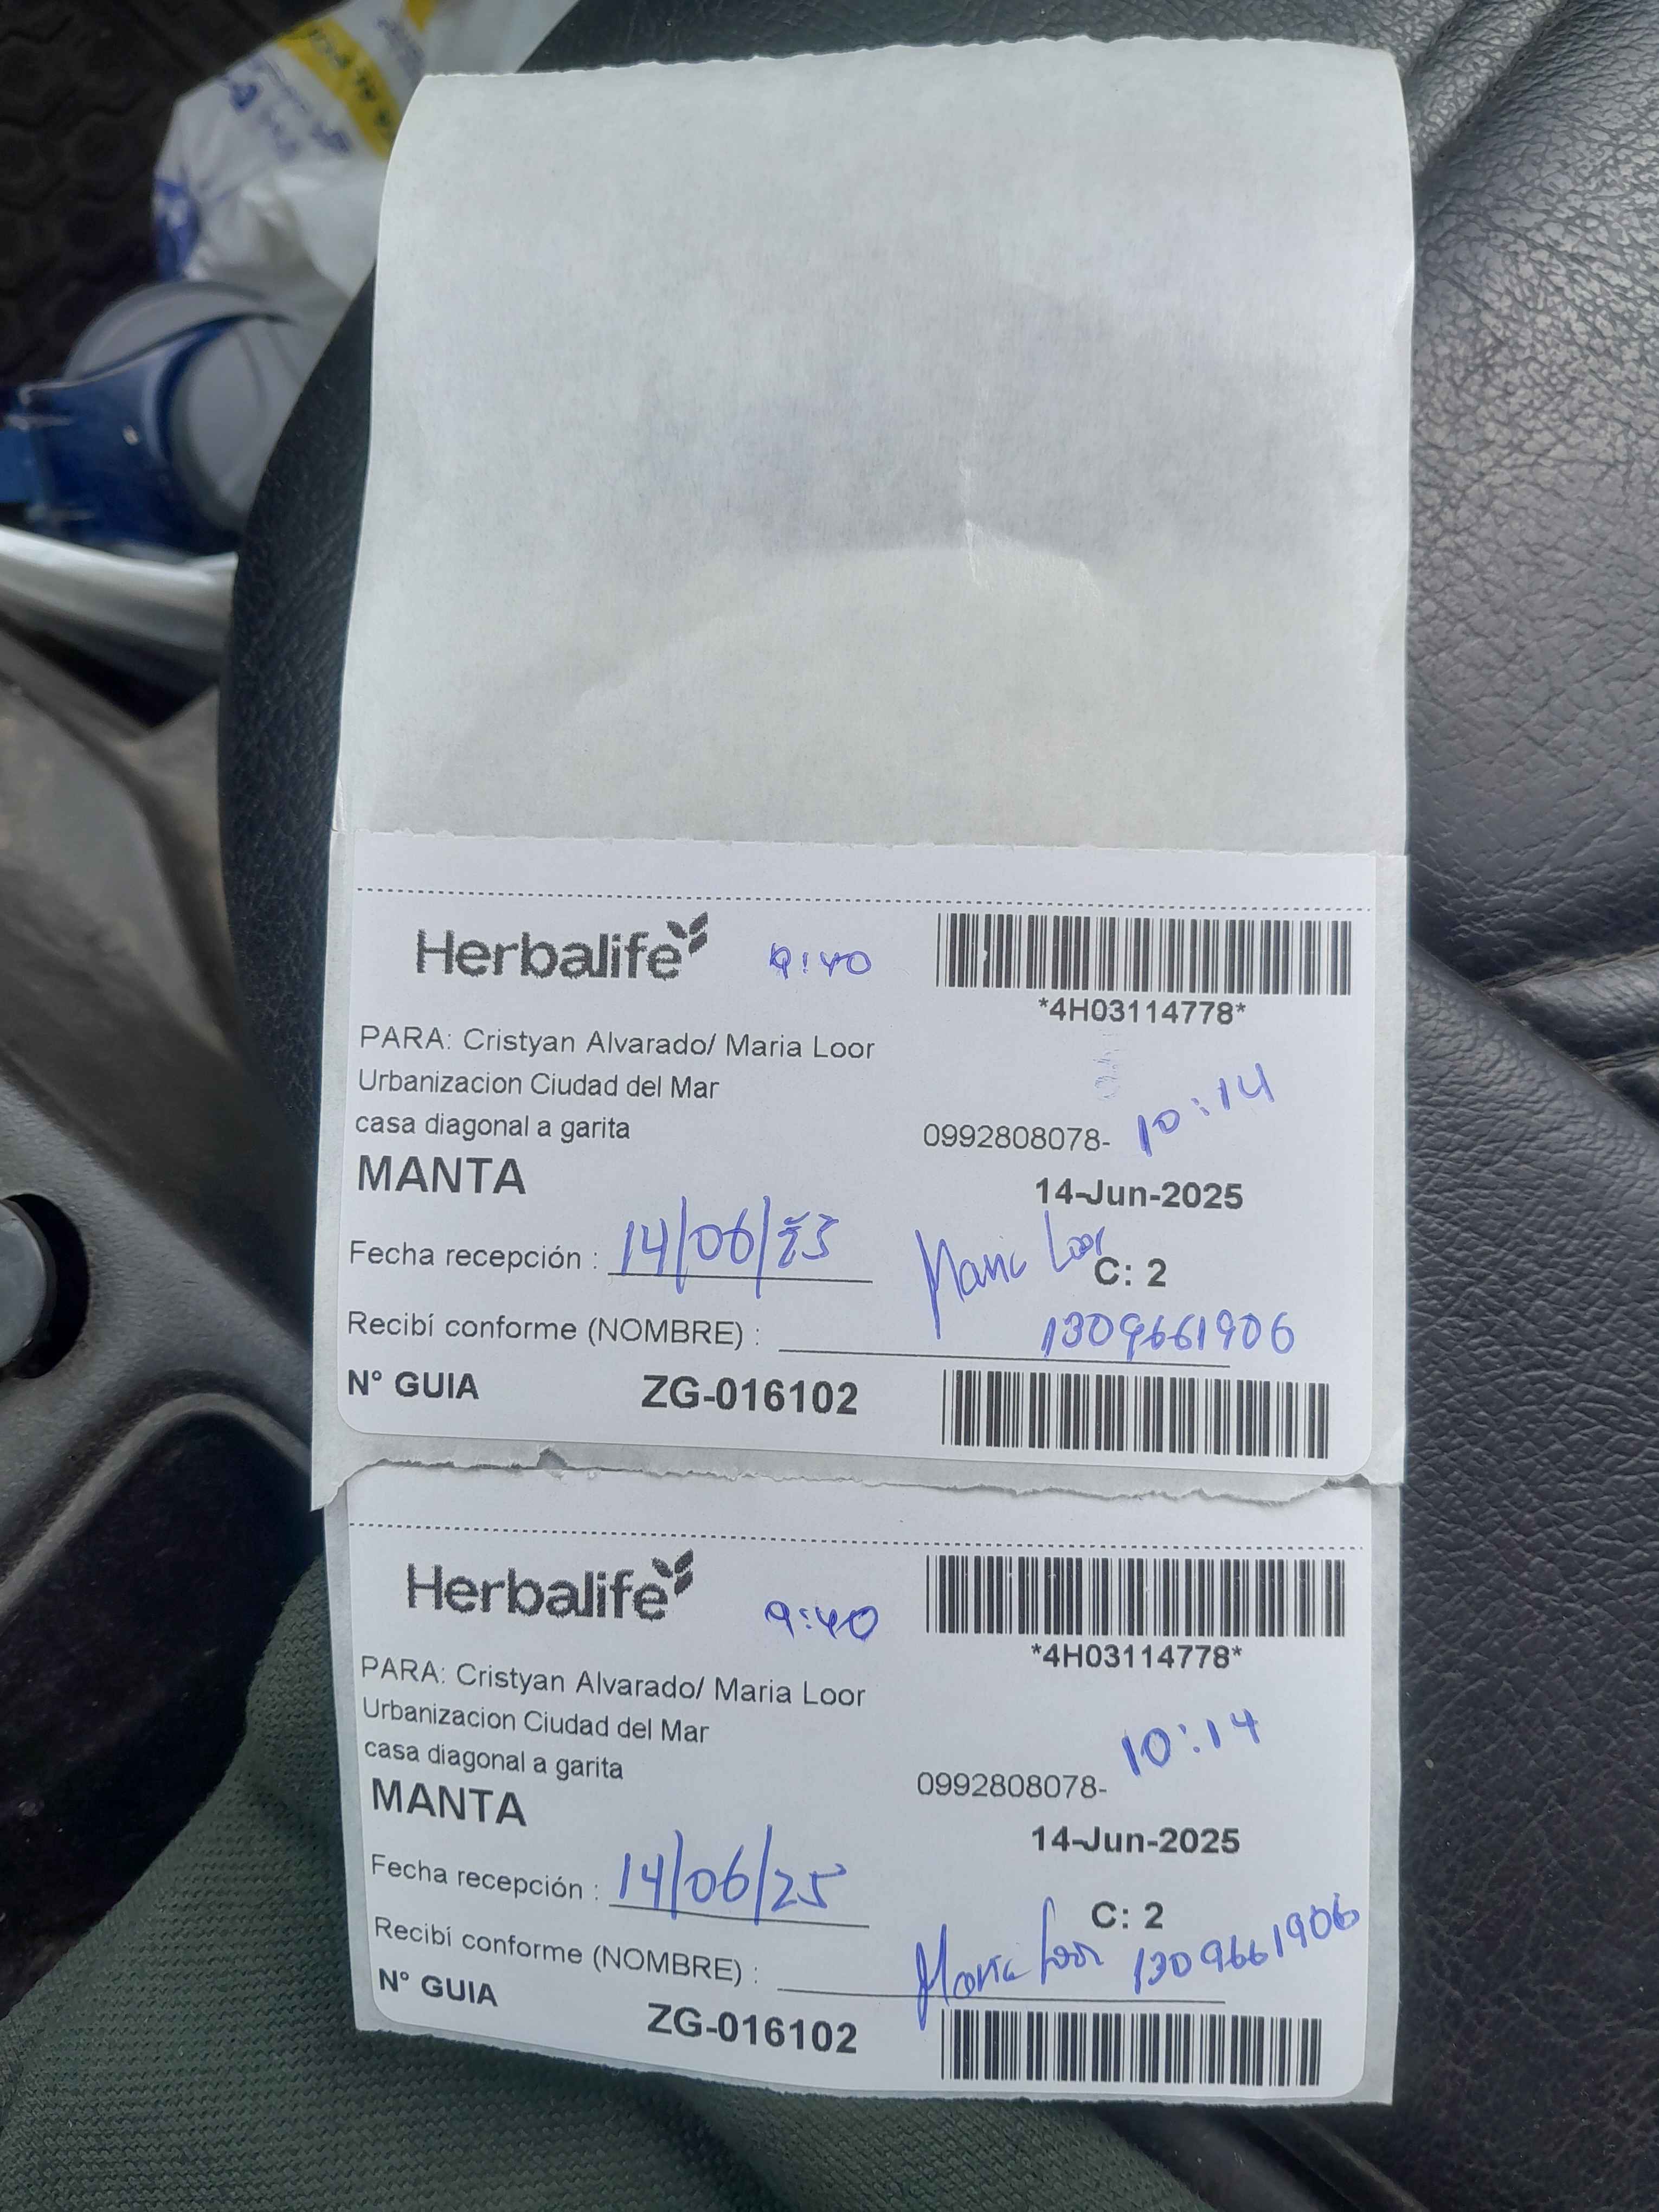 Herbalife 9:40
*4H03114778*
PARA: Cristyan Alvarado/ Maria Loor
Urbanizacion Ciudad del Mar
casa diagonal a garita
0992808078- 10:14
MANTA
14-Jun-2025
Fecha recepción : 14/06/25
Maria Loor C: 2
Recibí conforme (NOMBRE) : 1309661906
N° GUIA ZG-016102
Herbalife 9:40
*4H03114778*
PARA: Cristyan Alvarado/ Maria Loor
Urbanizacion Ciudad del Mar
casa diagonal a garita
0992808078- 10:14
MANTA
14-Jun-2025
Fecha recepción : 14/06/25
C: 2
Recibí conforme (NOMBRE) : Maria Loor 1309661906
N° GUIA ZG-016102